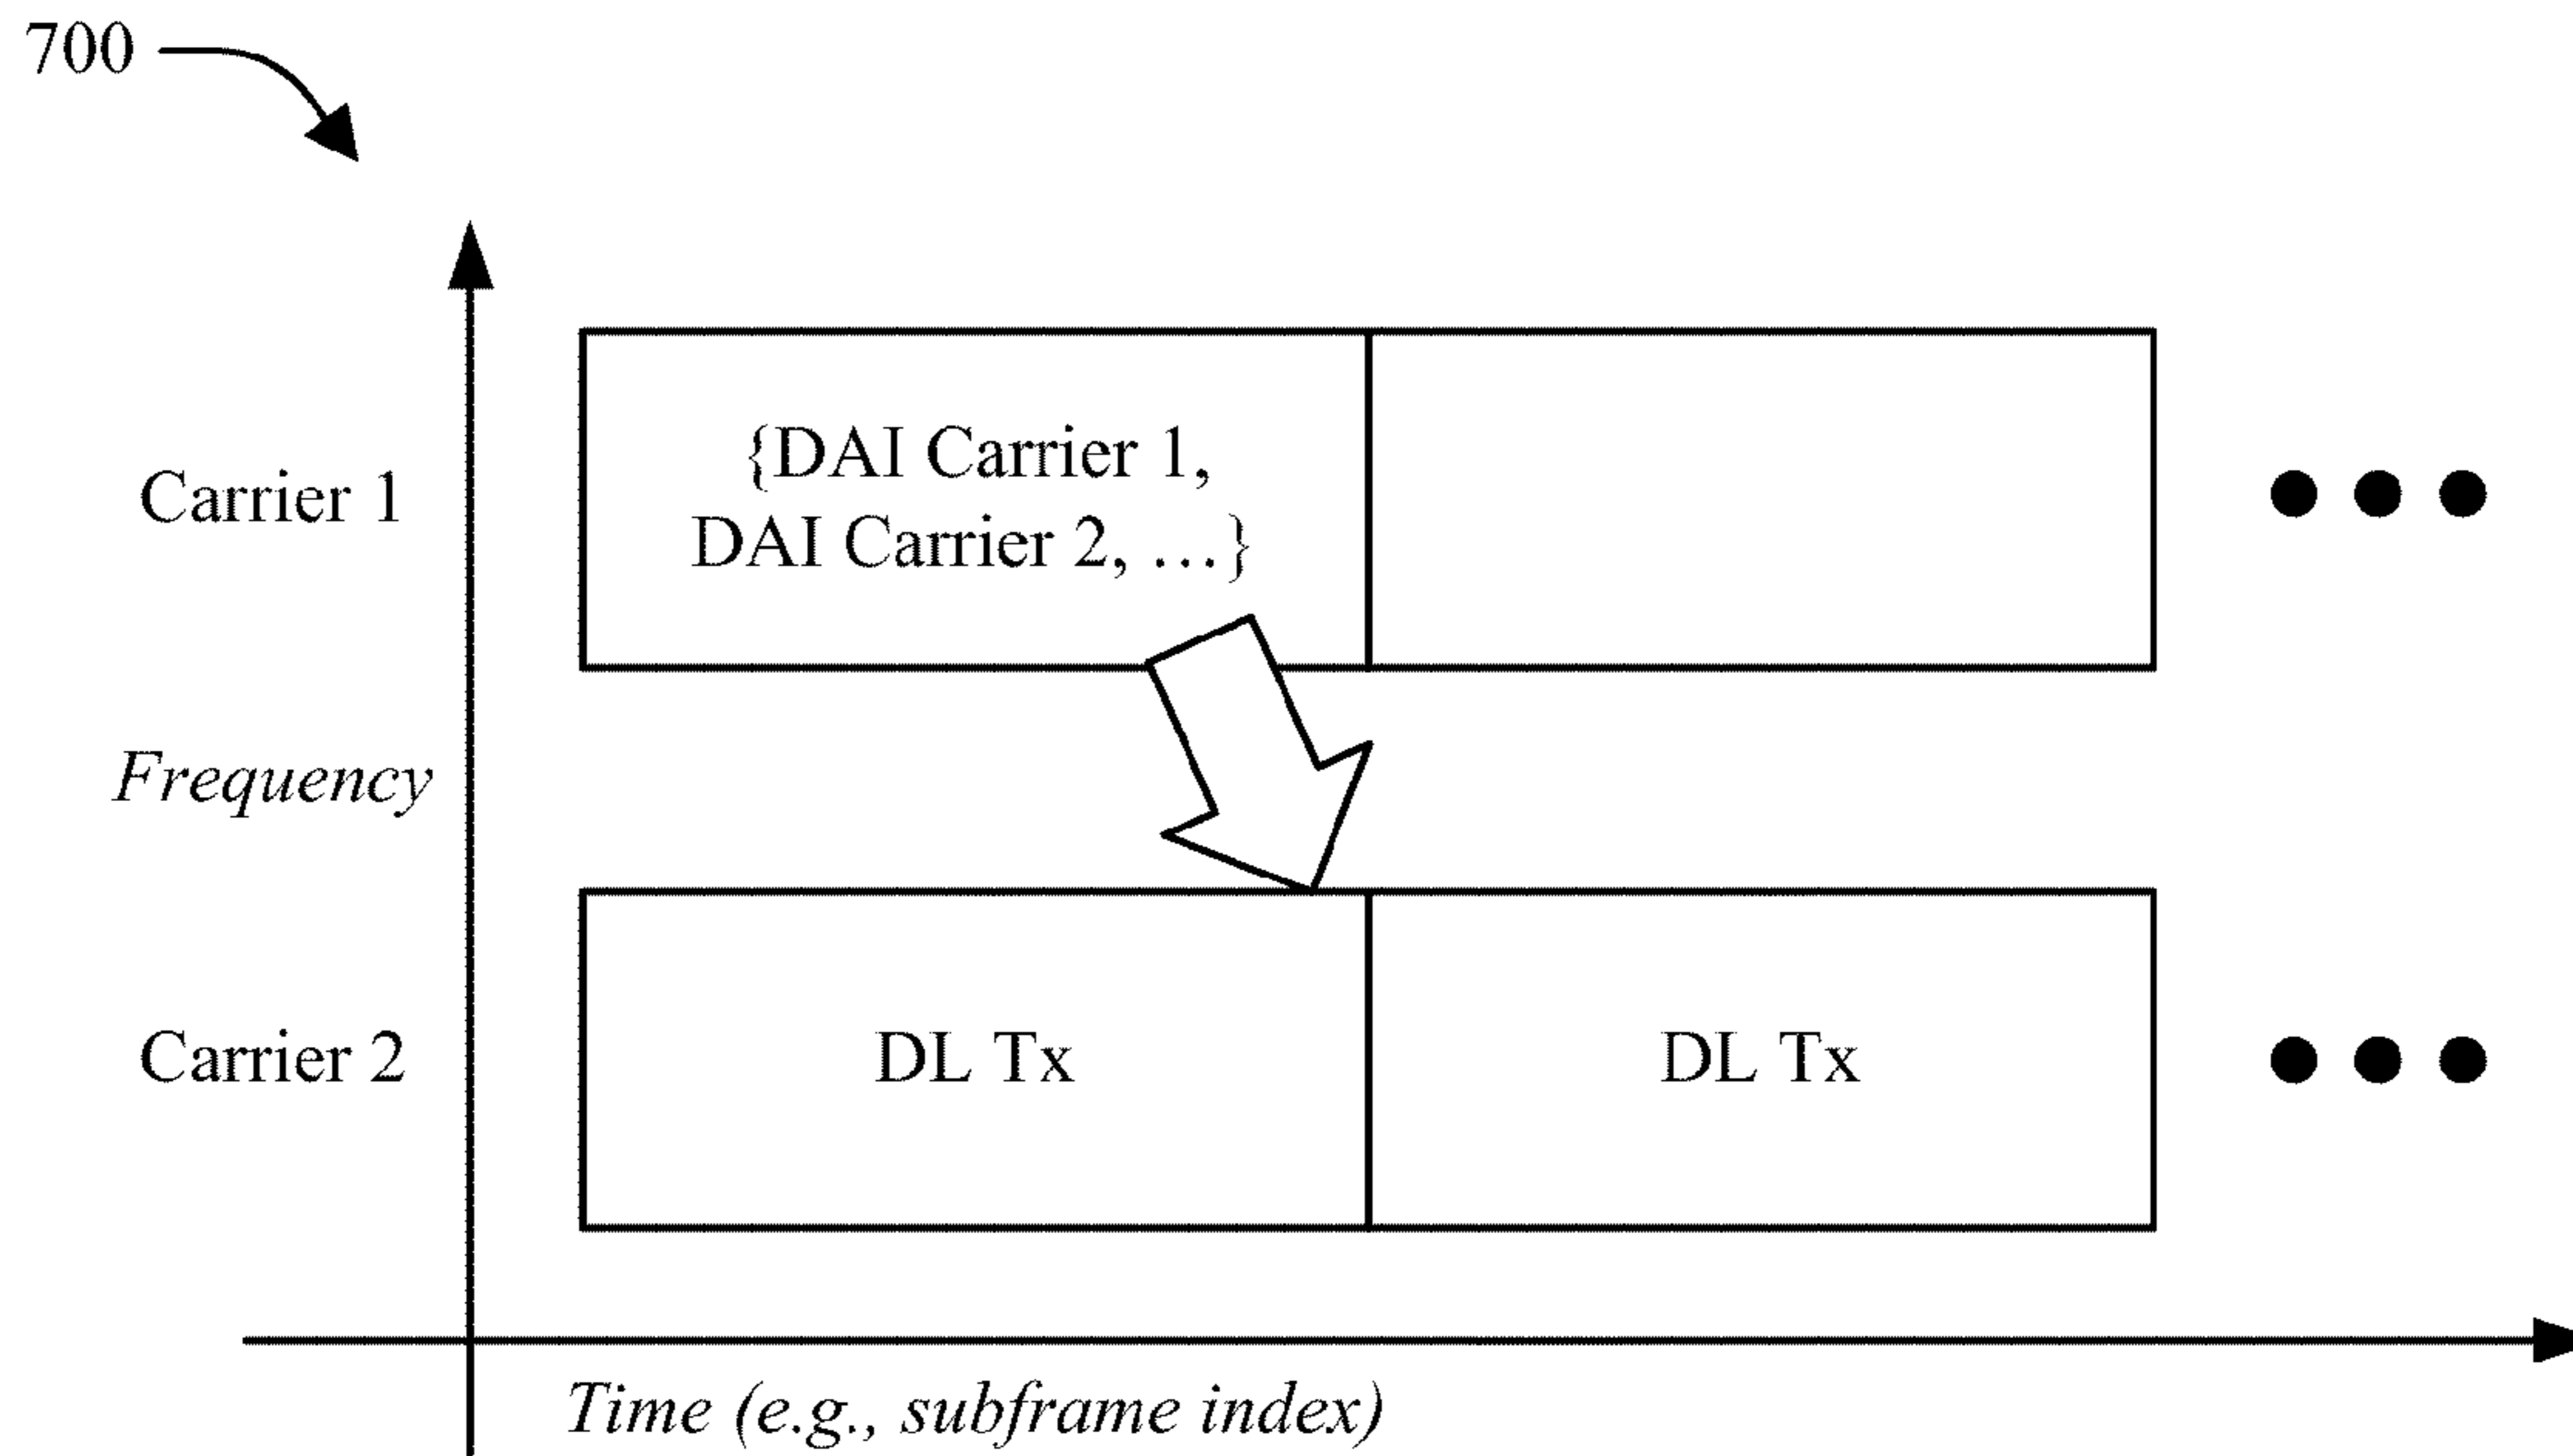 700
{DAI Carrier 1,
DAI Carrier 2, …}
Carrier 1
Frequency
Carrier 2
DL Tx
DL Tx
Time (e.g., subframe index)